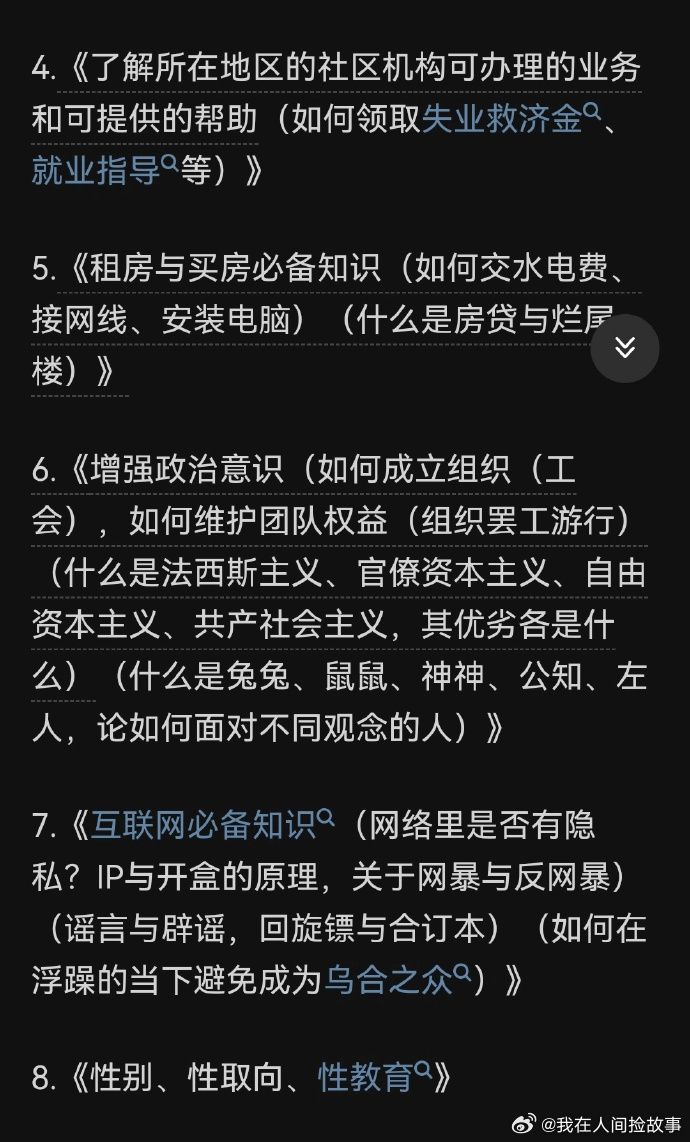 4.《了解所在地区的社区机构可办理的业务
和可提供的帮助（如何领取失业救济金、
就业指导等）》
5.《租房与买房必备知识（如何交水电费、
接网线、安装电脑）（什么是房贷与烂尾
楼）》
6.《增强政治意识（如何成立组织（工
会），如何维护团队权益（组织罢工游行）
（什么是法西斯主义、官僚资本主义、自由
资本主义、共产社会主义，其优劣各是什
么）（什么是兔兔、鼠鼠、神神、公知、左
人，论如何面对不同观念的人）》
7.《互联网必备知识（网络里是否有隐
私？IP与开盒的原理，关于网暴与反网暴）
（谣言与辟谣，回旋镖与合订本）（如何在
浮躁的当下避免成为乌合之众）》
8.《性别、性取向、性教育》
@我在人间捡故事